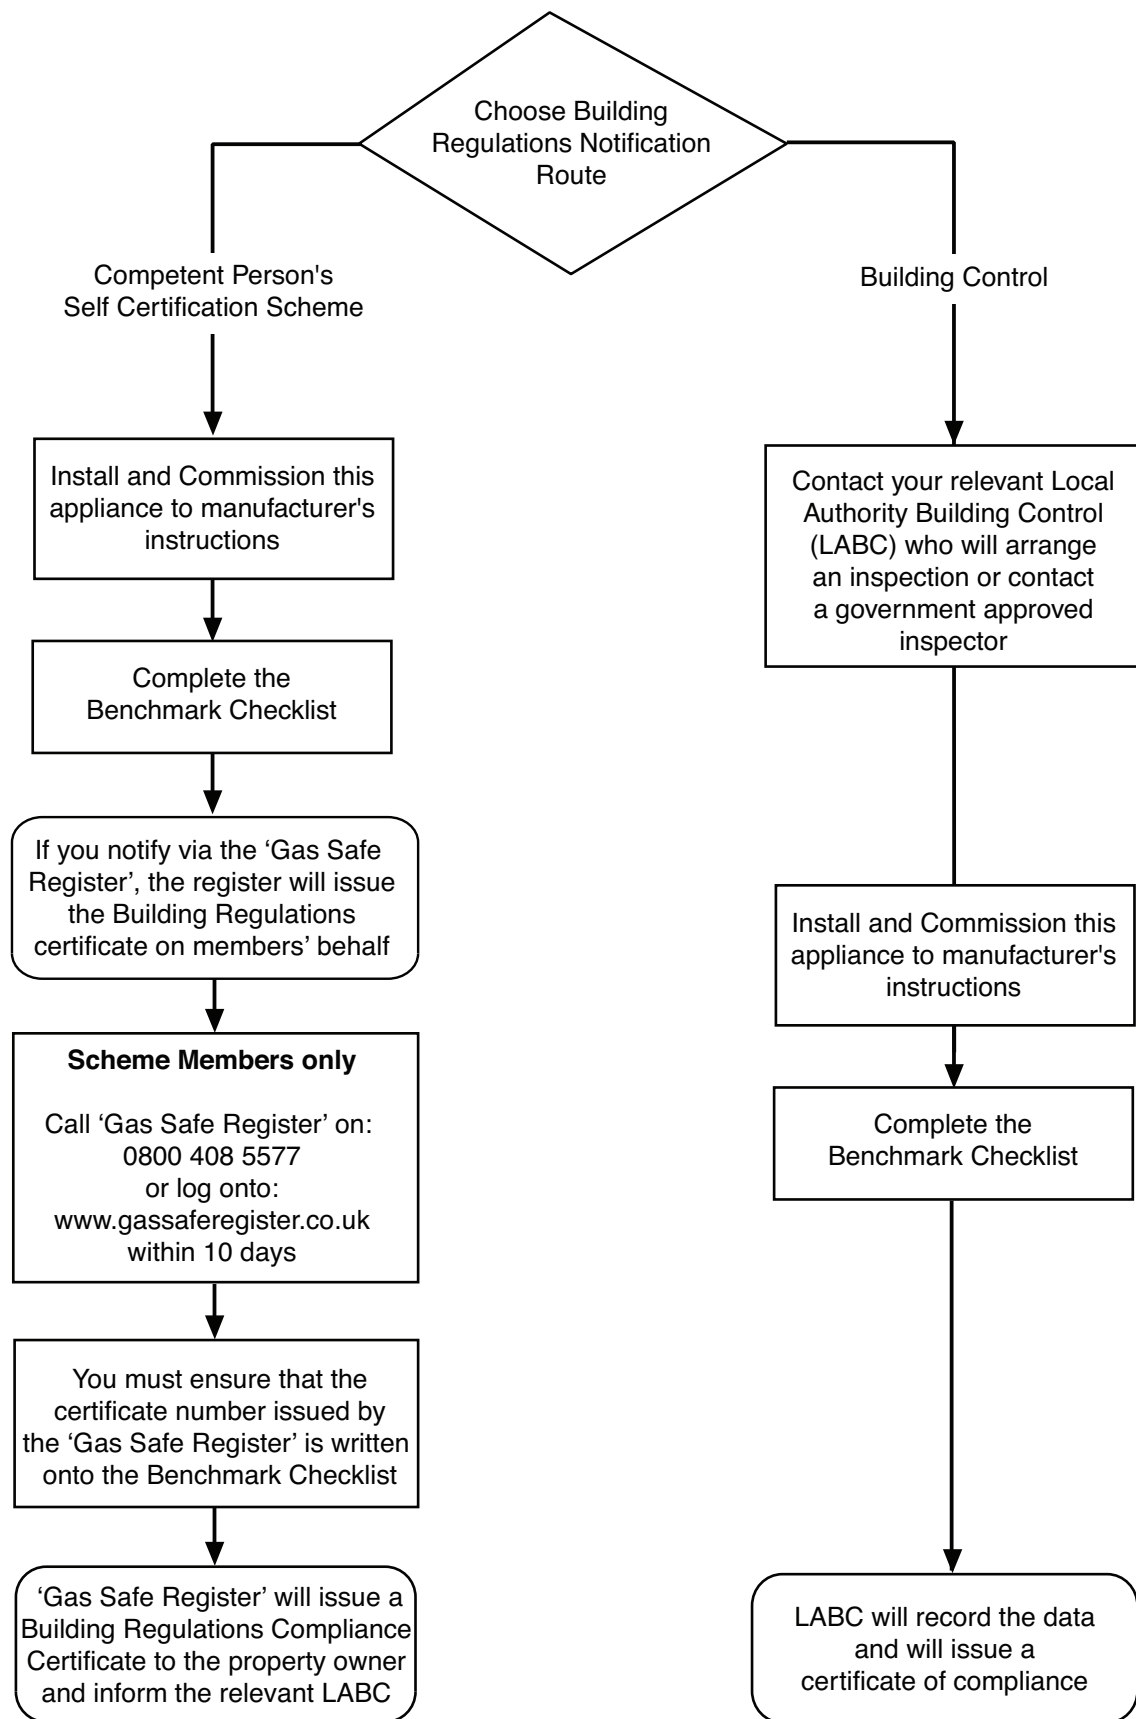 Choose Building
Regulations Notification
Route
Competent Person's
Self Certification Scheme
Building Control
Install and Commission this
appliance to manufacturer's
instructions
Complete the
Benchmark Checklist
If you notify via the ‘Gas Safe
Register’, the register will issue
the Building Regulations
certificate on members’ behalf
Scheme Members only
Call ‘Gas Safe Register’ on:
0800 408 5577
or log onto:
www.gassaferegister.co.uk
within 10 days
You must ensure that the
certificate number issued by
the ‘Gas Safe Register’ is written
onto the Benchmark Checklist
‘Gas Safe Register’ will issue a
Building Regulations Compliance
Certificate to the property owner
and inform the relevant LABC
Contact your relevant Local
Authority Building Control
(LABC) who will arrange
an inspection or contact
a government approved
inspector
Install and Commission this
appliance to manufacturer's
instructions
Complete the
Benchmark Checklist
LABC will record the data
and will issue a
certificate of compliance